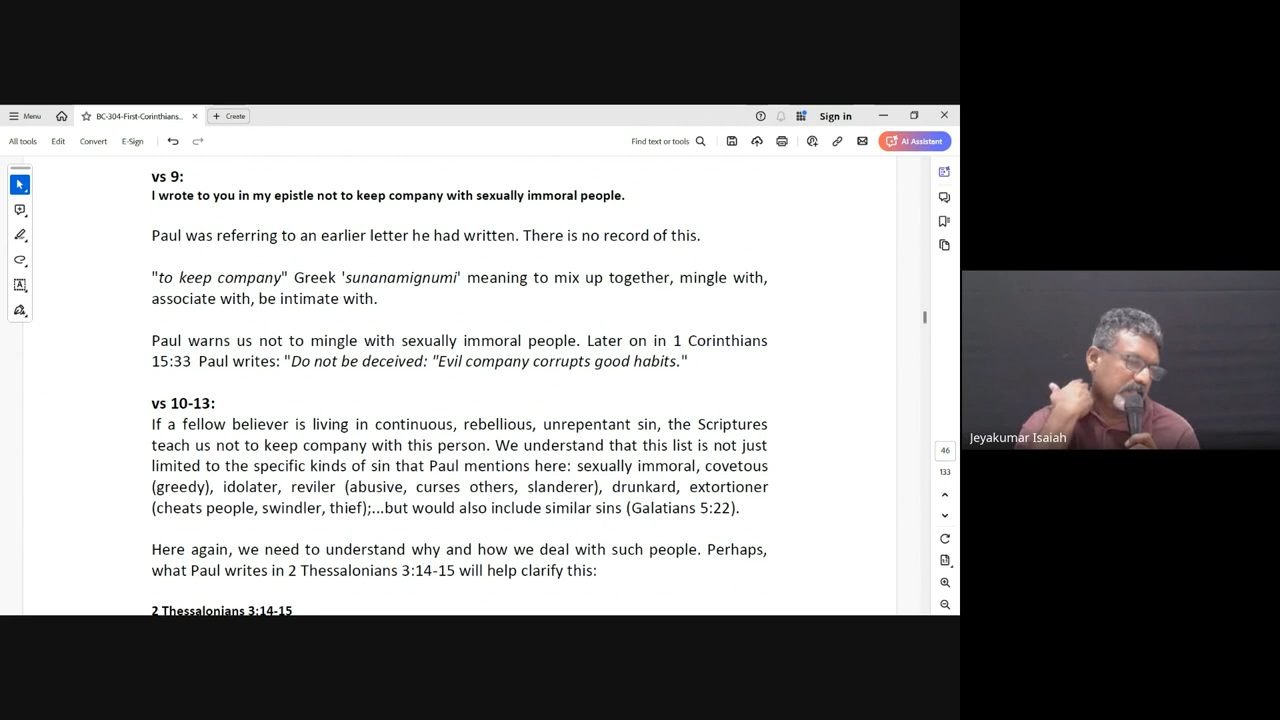 Menu
BC-304-First-Corinthians...
Create
Sign in
All tools
Edit
Convert
E-Sign
Find text or tools
AI Assistant
vs 9:
I wrote to you in my epistle not to keep company with sexually immoral people.
Paul was referring to an earlier letter he had written. There is no record of this.
"to keep company" Greek 'sunanamignumi' meaning to mix up together, mingle with,
associate with, be intimate with.
Paul warns us not to mingle with sexually immoral people. Later on in 1 Corinthians
15:33 Paul writes: "Do not be deceived: "Evil company corrupts good habits."
vs 10-13:
If a fellow believer is living in continuous, rebellious, unrepentant sin, the Scriptures
teach us not to keep company with this person. We understand that this list is not just
limited to the specific kinds of sin that Paul mentions here: sexually immoral, covetous
(greedy), idolater, reviler (abusive, curses others, slanderer), drunkard, extortioner
(cheats people, swindler, thief);...but would also include similar sins (Galatians 5:22).
Here again, we need to understand why and how we deal with such people. Perhaps,
what Paul writes in 2 Thessalonians 3:14-15 will help clarify this:
2 Thessalonians 3:14-15
46
133
Jeyakumar Isaiah